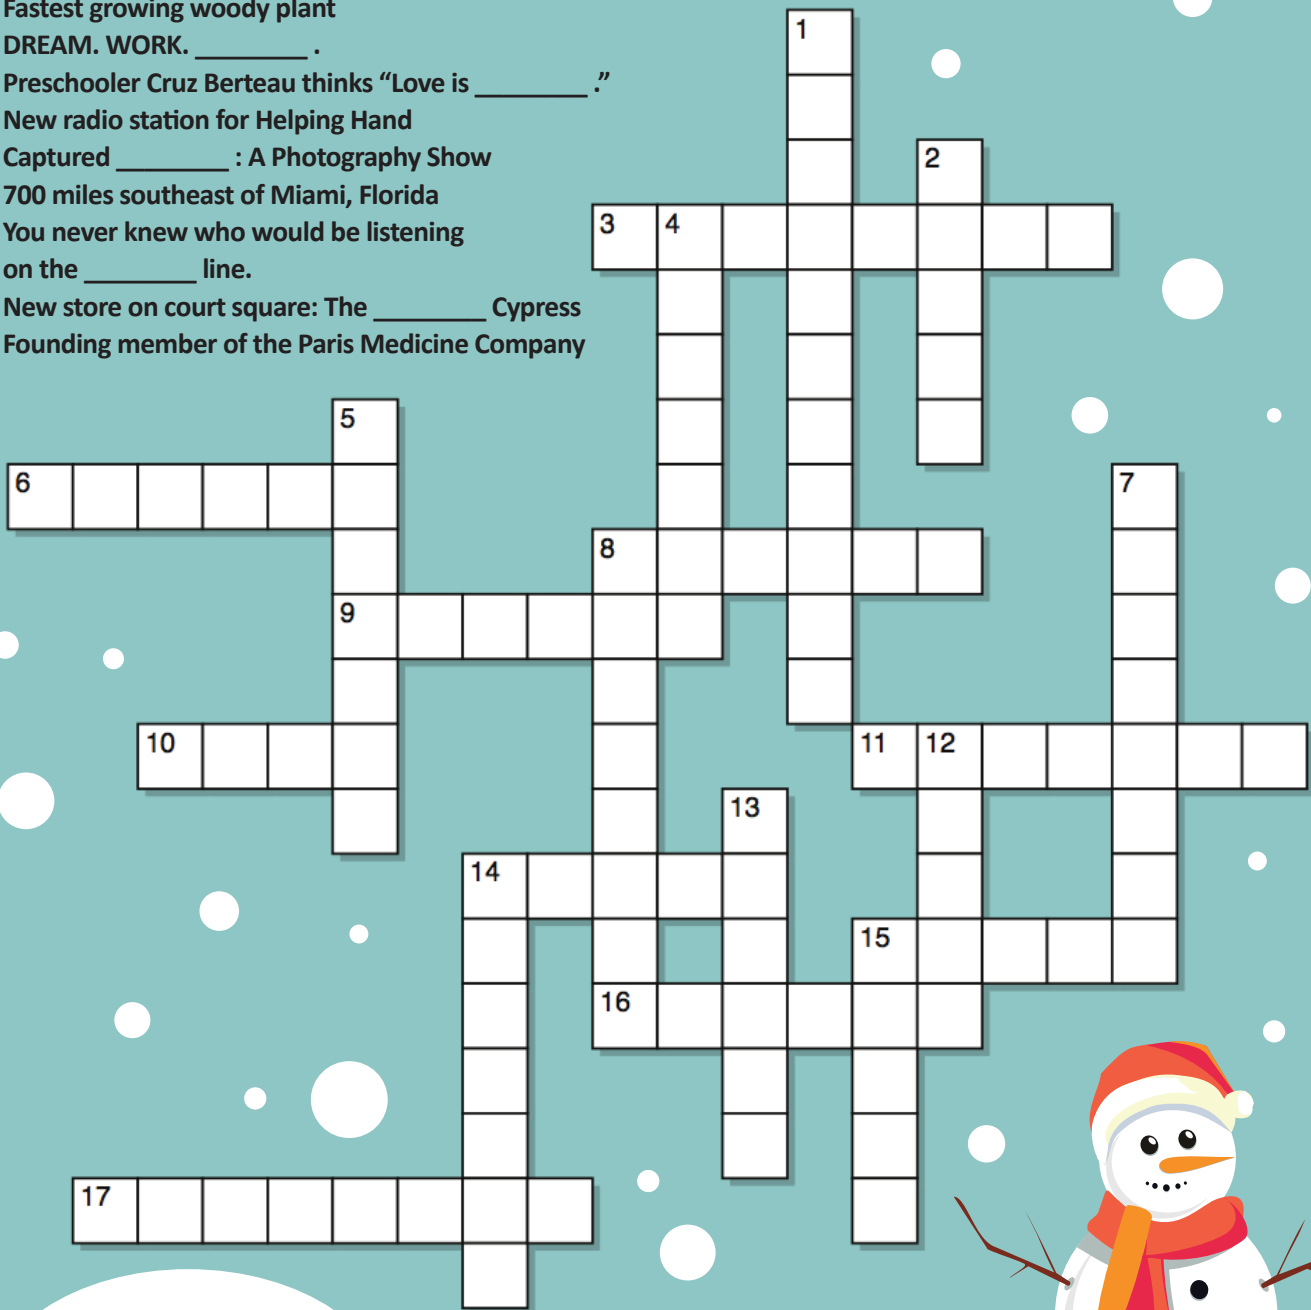 Fastest growing woody plant
DREAM. WORK. ________ .
Preschooler Cruz Berteau thinks “Love is ________ .”
New radio station for Helping Hand
Captured ________ : A Photography Show
700 miles southeast of Miami, Florida
You never knew who would be listening
on the ________ line.
New store on court square: The ________ Cypress
Founding member of the Paris Medicine Company
1
2
3 4
5
6
7
8
9
10
11 12
13
14
15
16
17